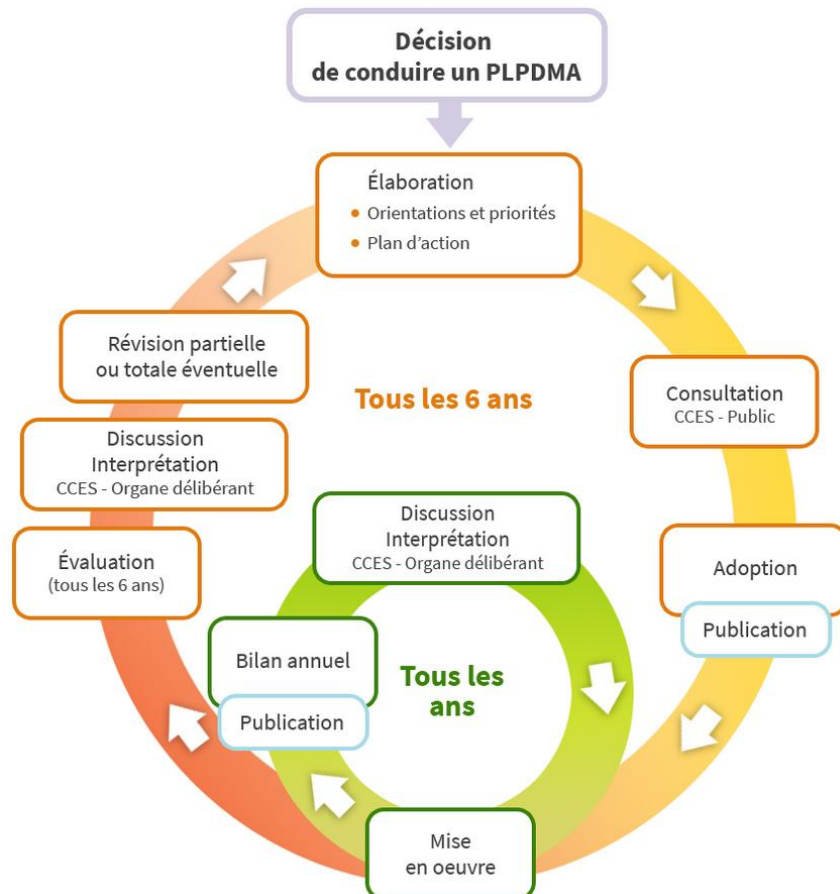 Décision
de conduire un PLPDMA
Élaboration
• Orientations et priorités
• Plan d'action
Révision partielle
ou totale éventuelle
Tous les 6 ans
Consultation
CCES - Public
Discussion
Interprétation
CCES - Organe délibérant
Discussion
Interprétation
CCES - Organe délibérant
Évaluation
(tous les 6 ans)
Adoption
Publication
Bilan annuel
Publication
Tous les
ans
Mise
en oeuvre